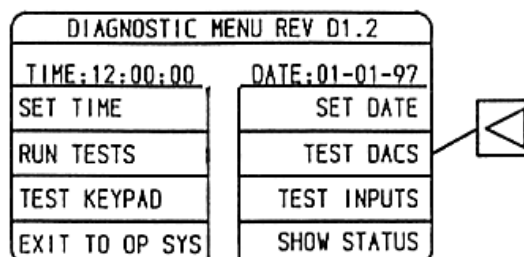 DIAGNOSTIC MENU REV D1.2
TIME:12:00:00 DATE:01-01-97
SET TIME SET DATE
RUN TESTS TEST DACS
TEST KEYPAD TEST INPUTS
EXIT TO OP SYS SHOW STATUS